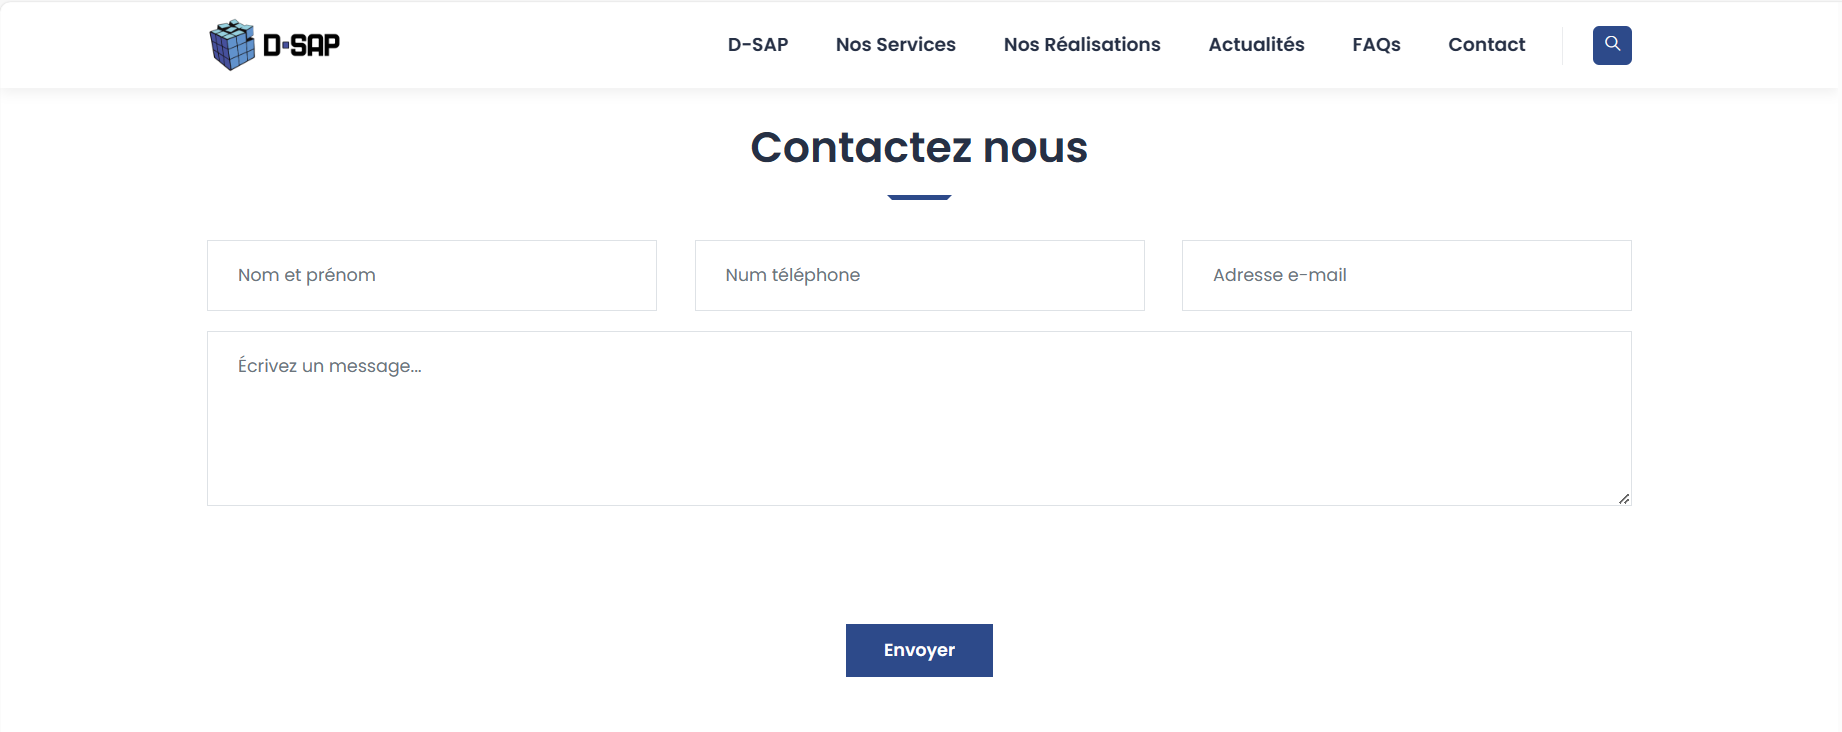 D-SAP
D-SAP Nos Services Nos Réalisations Actualités FAQs Contact
Contactez nous
Nom et prénom Num téléphone Adresse e-mail
Écrivez un message...
Envoyer